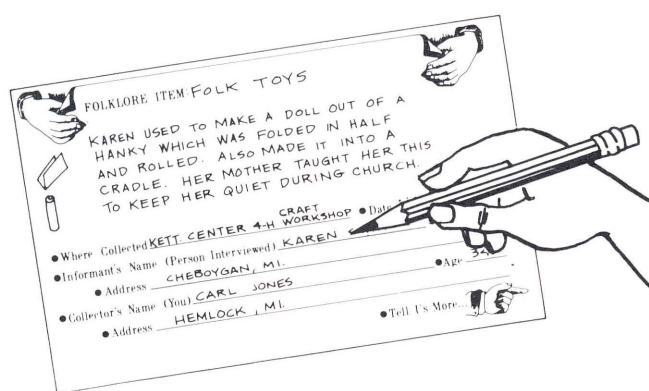 FOLKLORE ITEM: FOLK TOYS
KAREN USED TO MAKE A DOLL OUT OF A
HANKY WHICH WAS FOLDED IN HALF
AND ROLLED. ALSO MADE IT INTO A
CRADLE. HER MOTHER TAUGHT HER THIS
TO KEEP HER QUIET DURING CHURCH.
• Where Collected KETT CENTER 4-H CRAFT WORKSHOP • Date
• Informant's Name (Person Interviewed) KAREN
• Address CHEBOYGAN, MI.
• Age
• Collector's Name (You) CARL JONES
• Address HEMLOCK, MI.
• Tell Us More...